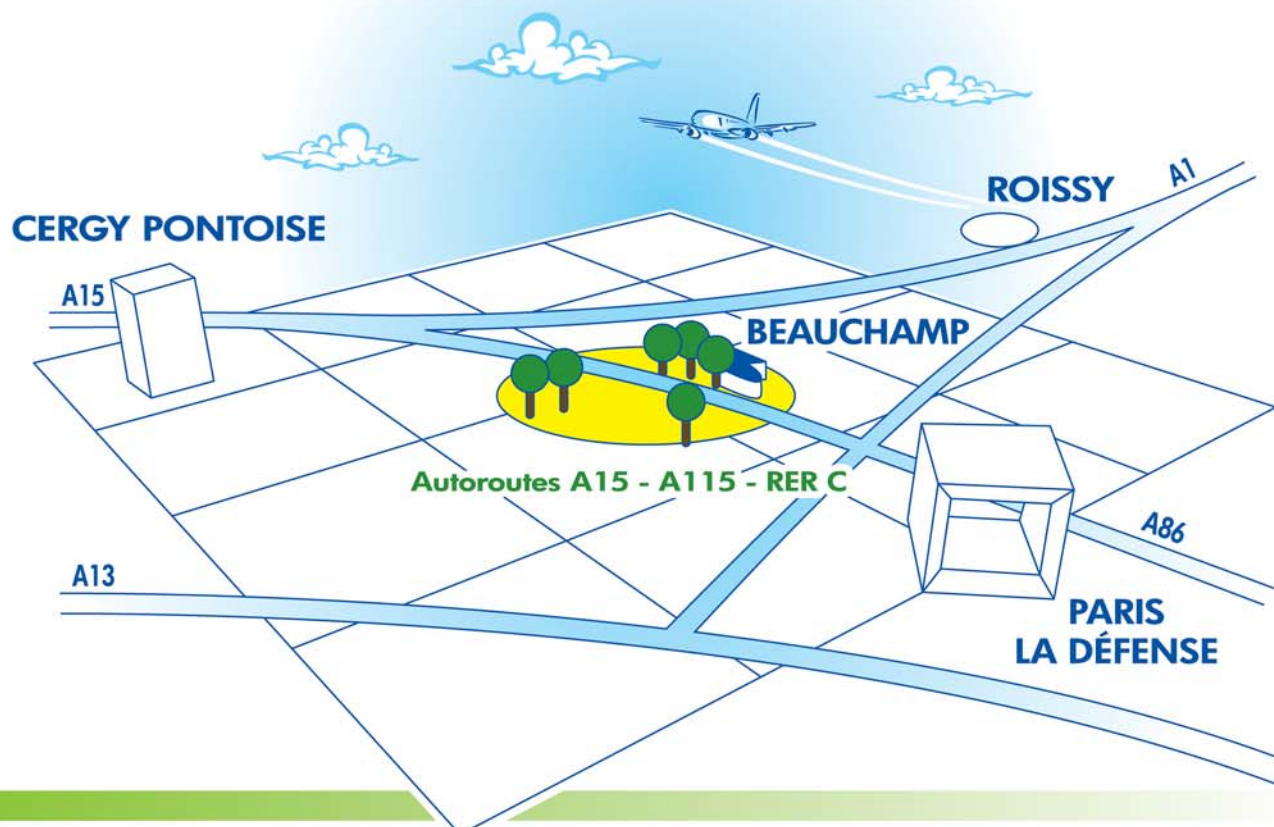 ROISSY
A1
CERGY PONTOISE
A15
BEAUCHAMP
Autoroutes A15 - A115 - RER C
A86
A13
PARIS
LA DÉFENSE